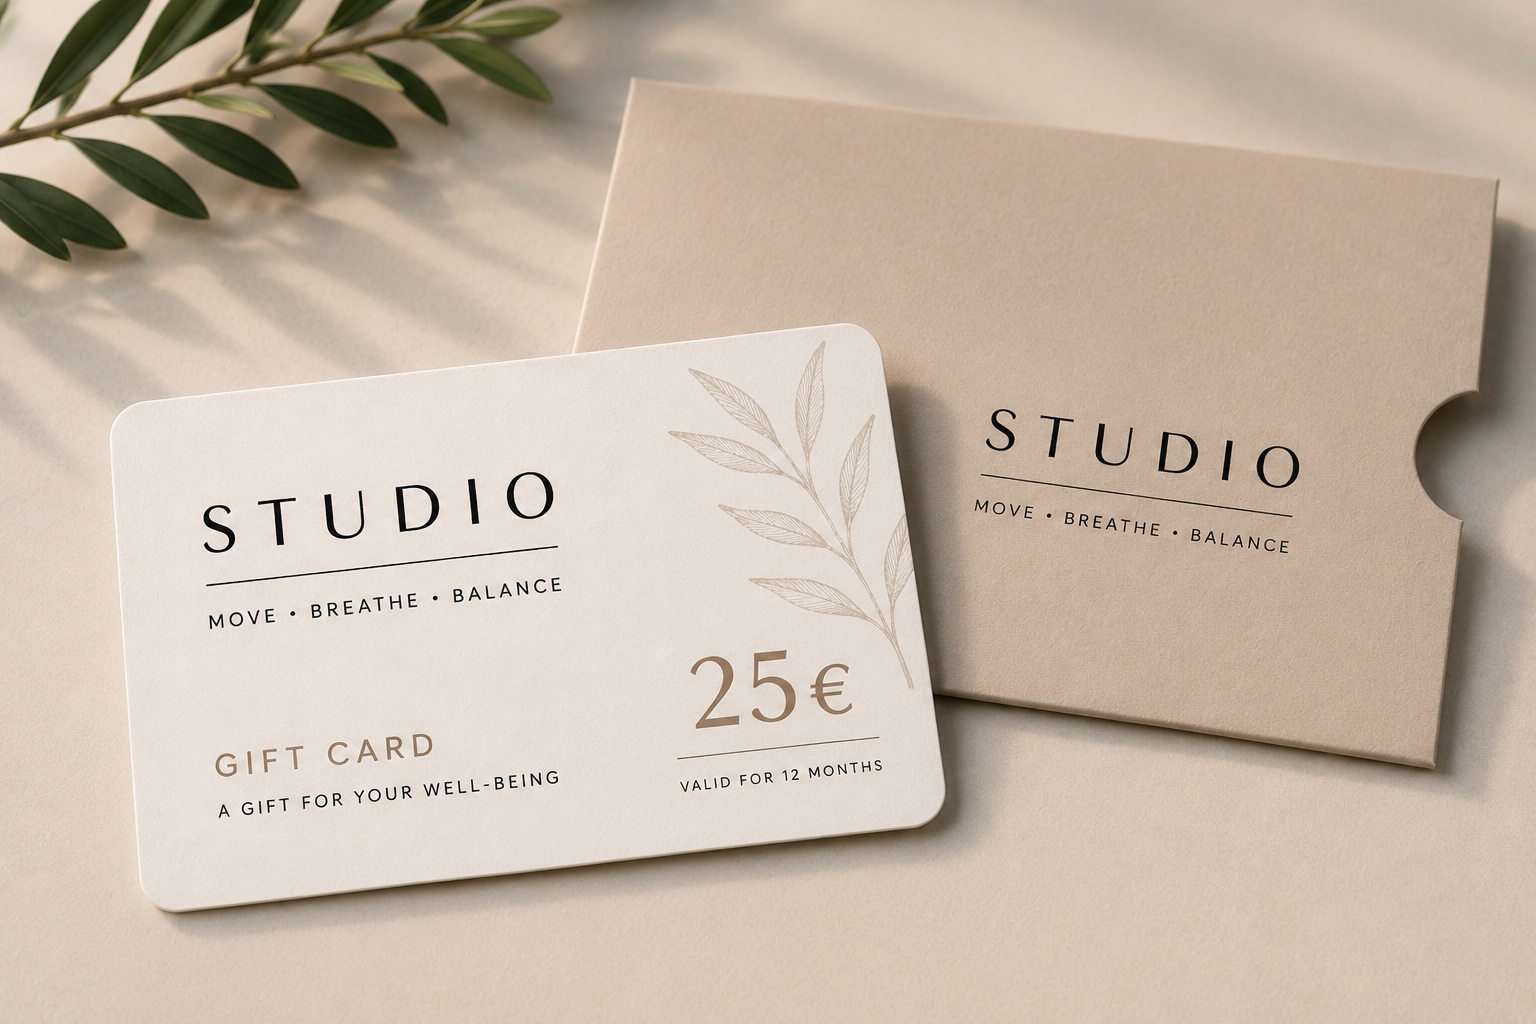 STUDIO
MOVE • BREATHE • BALANCE
GIFT CARD
A GIFT FOR YOUR WELL-BEING
25€
VALID FOR 12 MONTHS
STUDIO
MOVE • BREATHE • BALANCE